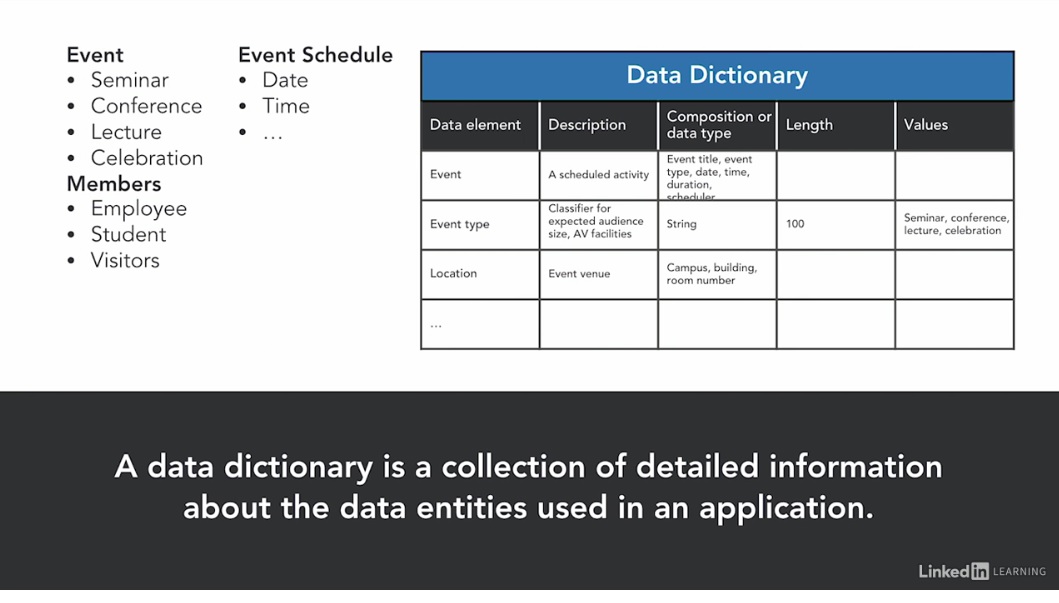 Event
• Seminar
• Conference
• Lecture
• Celebration
Members
• Employee
• Student
• Visitors
Event Schedule
• Date
• Time
• ...
Data Dictionary
Data element
Description
Composition or
data type
Length
Values
Event
A scheduled activity
Event title, event
type, date, time,
duration,
scheduler
Event type
Classifier for
expected audience
size, AV facilities
String
100
Seminar, conference,
lecture, celebration
Location
Event venue
Campus, building,
room number
...
A data dictionary is a collection of detailed information
about the data entities used in an application.
Linked in LEARNING